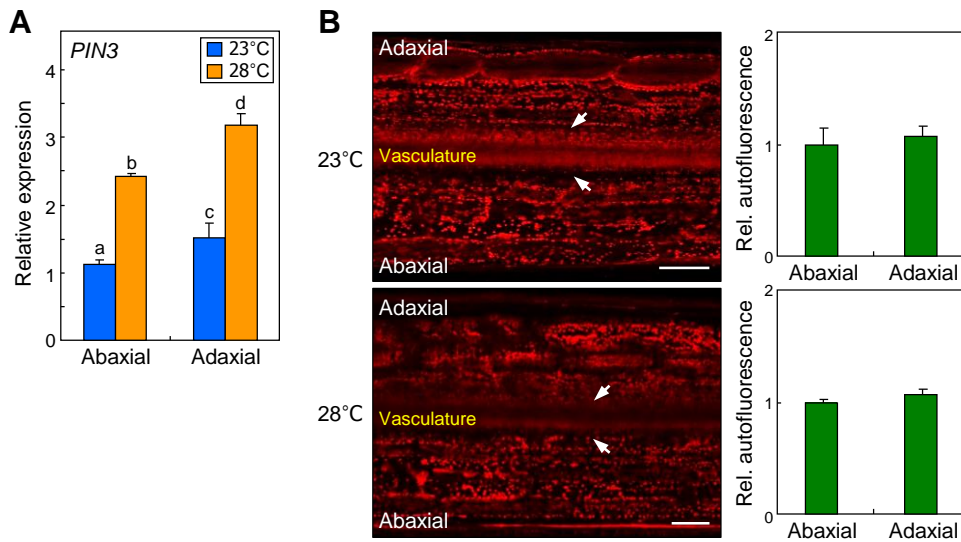 A
PIN3
23°C
28°C
Relative expression
4
3
2
1
0
a
b
c
d
Abaxial Adaxial
B
23°C
Adaxial
Vasculature
Abaxial
Rel. autofluorescence
2
1
0
Abaxial Adaxial
28°C
Adaxial
Vasculature
Abaxial
Rel. autofluorescence
2
1
0
Abaxial Adaxial